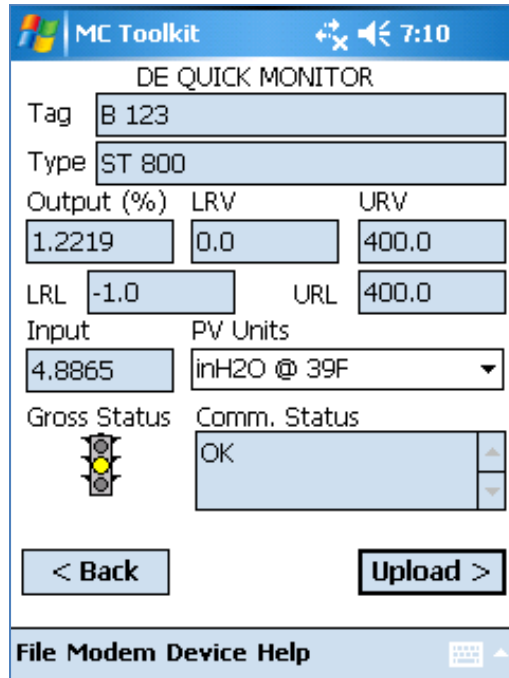 MC Toolkit 7:10
DE QUICK MONITOR
Tag B 123
Type ST 800
Output (%) LRV URV
1.2219 0.0 400.0
LRL -1.0 URL 400.0
Input PV Units
4.8865 inH2O @ 39F
Gross Status Comm. Status
OK
< Back Upload >
File Modem Device Help